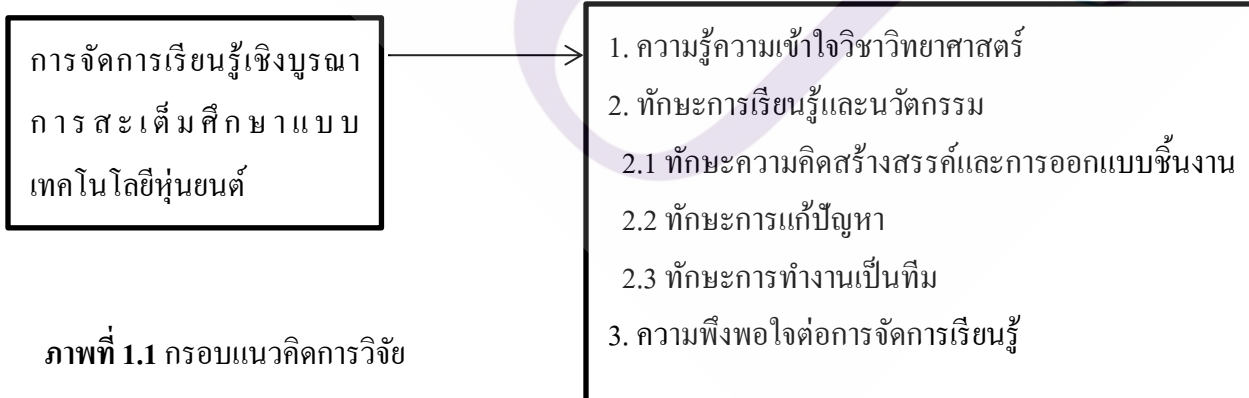 การจัดการเรียนรู้เชิงบูรณา
การสะเต็มศึกษาแบบ
เทคโนโลยีหุ่นยนต์
1. ความรู้ความเข้าใจวิชาวิทยาศาสตร์
2. ทักษะการเรียนรู้และนวัตกรรม
2.1 ทักษะความคิดสร้างสรรค์และการออกแบบชิ้นงาน
2.2 ทักษะการแก้ปัญหา
2.3 ทักษะการทำงานเป็นทีม
3. ความพึงพอใจต่อการจัดการเรียนรู้
ภาพที่ 1.1 กรอบแนวคิดการวิจัย